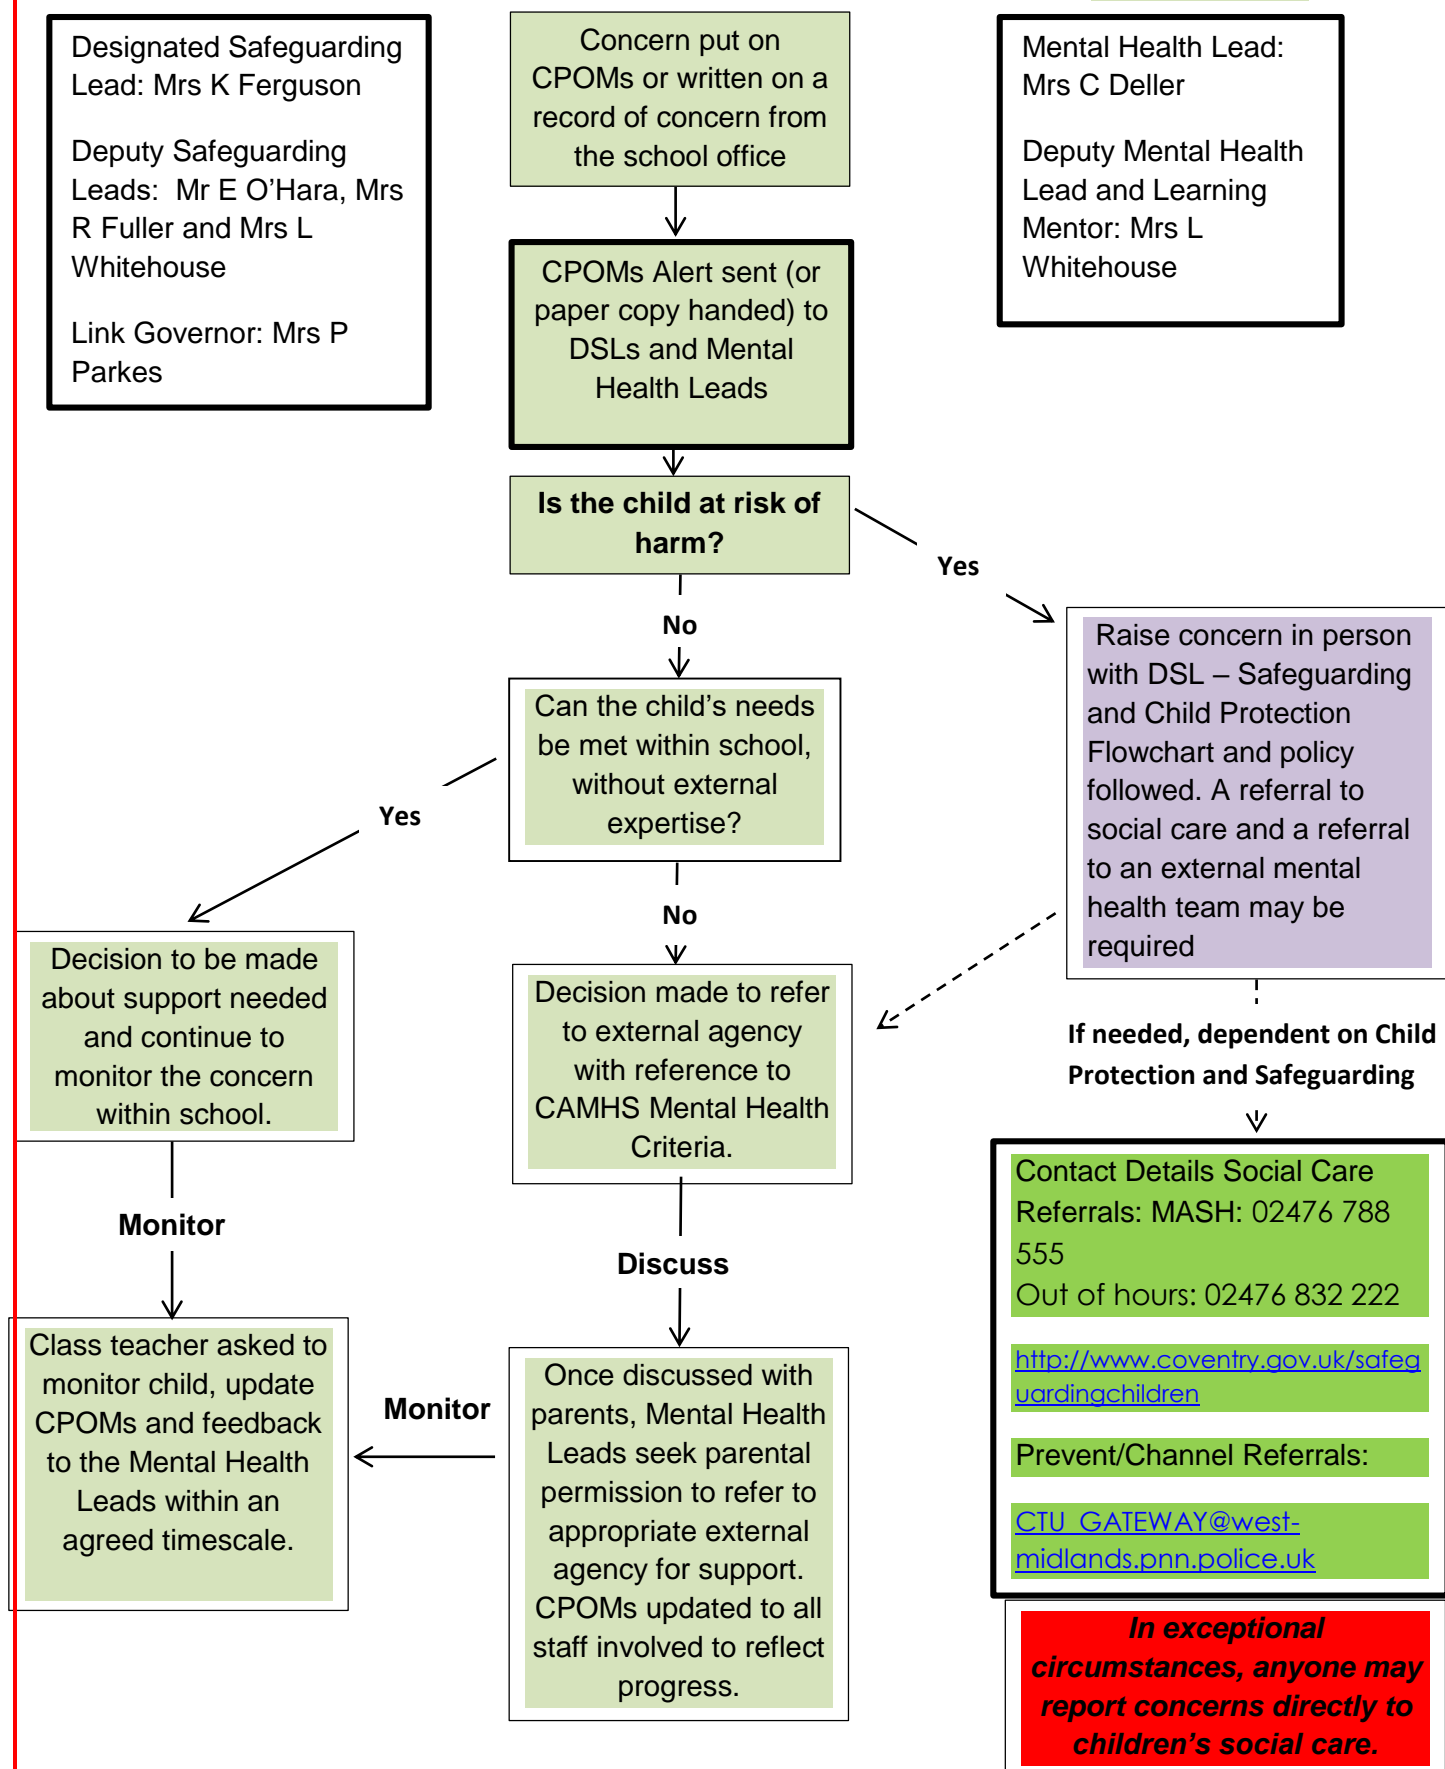 Designated Safeguarding
Lead: Mrs K Ferguson
Deputy Safeguarding
Leads:  Mr E O’Hara, Mrs
R Fuller and Mrs L
Whitehouse
Link Governor: Mrs P
Parkes
Concern put on
CPOMs or written on a
record of concern from
the school office
Mental Health Lead:
Mrs C Deller
Deputy Mental Health
Lead and Learning
Mentor: Mrs L
Whitehouse
CPOMs Alert sent (or
paper copy handed) to
DSLs and Mental
Health Leads
Is the child at risk of
harm?
Yes
No
Raise concern in person
with DSL – Safeguarding
and Child Protection
Flowchart and policy
followed. A referral to
social care and a referral
to an external mental
health team may be
required
Can the child’s needs
be met within school,
without external
expertise?
Yes
No
Decision to be made
about support needed
and continue to
monitor the concern
within school.
Decision made to refer
to external agency
with reference to
CAMHS Mental Health
Criteria.
If needed, dependent on Child
Protection and Safeguarding
Monitor
Discuss
Contact Details Social Care
Referrals: MASH: 02476 788
555
Out of hours: 02476 832 222
http://www.coventry.gov.uk/safeg
uardingchildren
Prevent/Channel Referrals:
CTU_GATEWAY@west-
midlands.pnn.police.uk
Class teacher asked to
monitor child, update
CPOMs and feedback
to the Mental Health
Leads within an
agreed timescale.
Monitor
Once discussed with
parents, Mental Health
Leads seek parental
permission to refer to
appropriate external
agency for support.
CPOMs updated to all
staff involved to reflect
progress.
In exceptional
circumstances, anyone may
report concerns directly to
children’s social care.